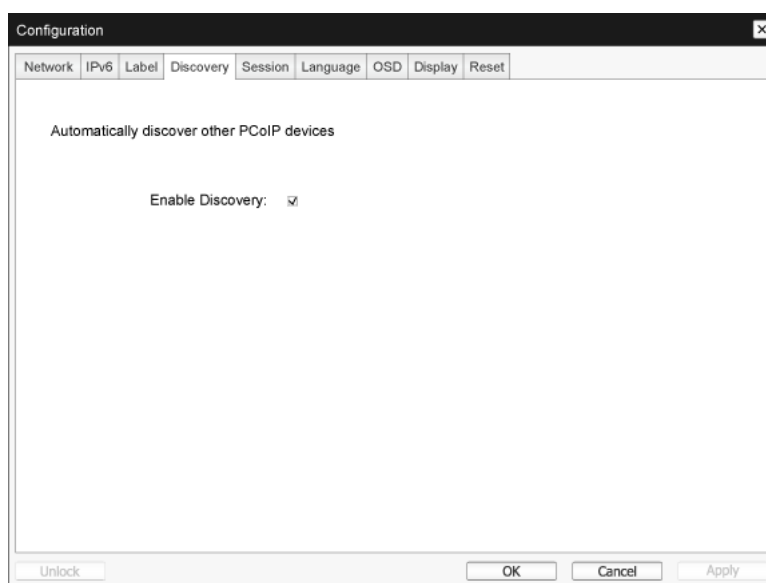 Configuration
Network IPv6 Label Discovery Session Language OSD Display Reset
Automatically discover other PCoIP devices
Enable Discovery:
Unlock OK Cancel Apply